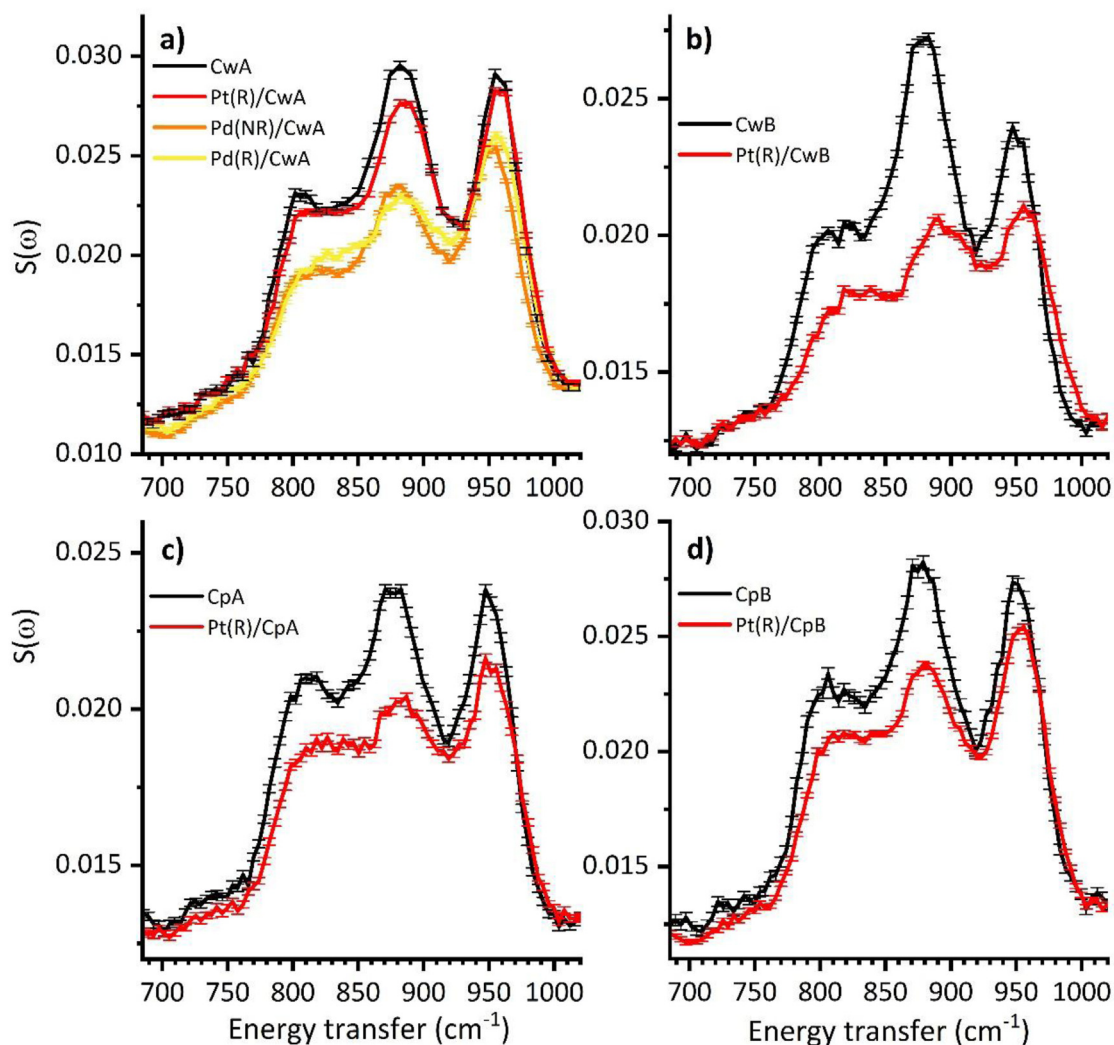 a)
CwA
Pt(R)/CwA
Pd(NR)/CwA
Pd(R)/CwA
S(ω)
0.030
0.025
0.020
0.015
0.010
700 750 800 850 900 950 1000
b)
CwB
Pt(R)/CwB
0.025
0.020
0.015
700 750 800 850 900 950 1000
c)
CpA
Pt(R)/CpA
S(ω)
0.025
0.020
0.015
700 750 800 850 900 950 1000
Energy transfer (cm⁻¹)
d)
CpB
Pt(R)/CpB
0.030
0.025
0.020
0.015
700 750 800 850 900 950 1000
Energy transfer (cm⁻¹)